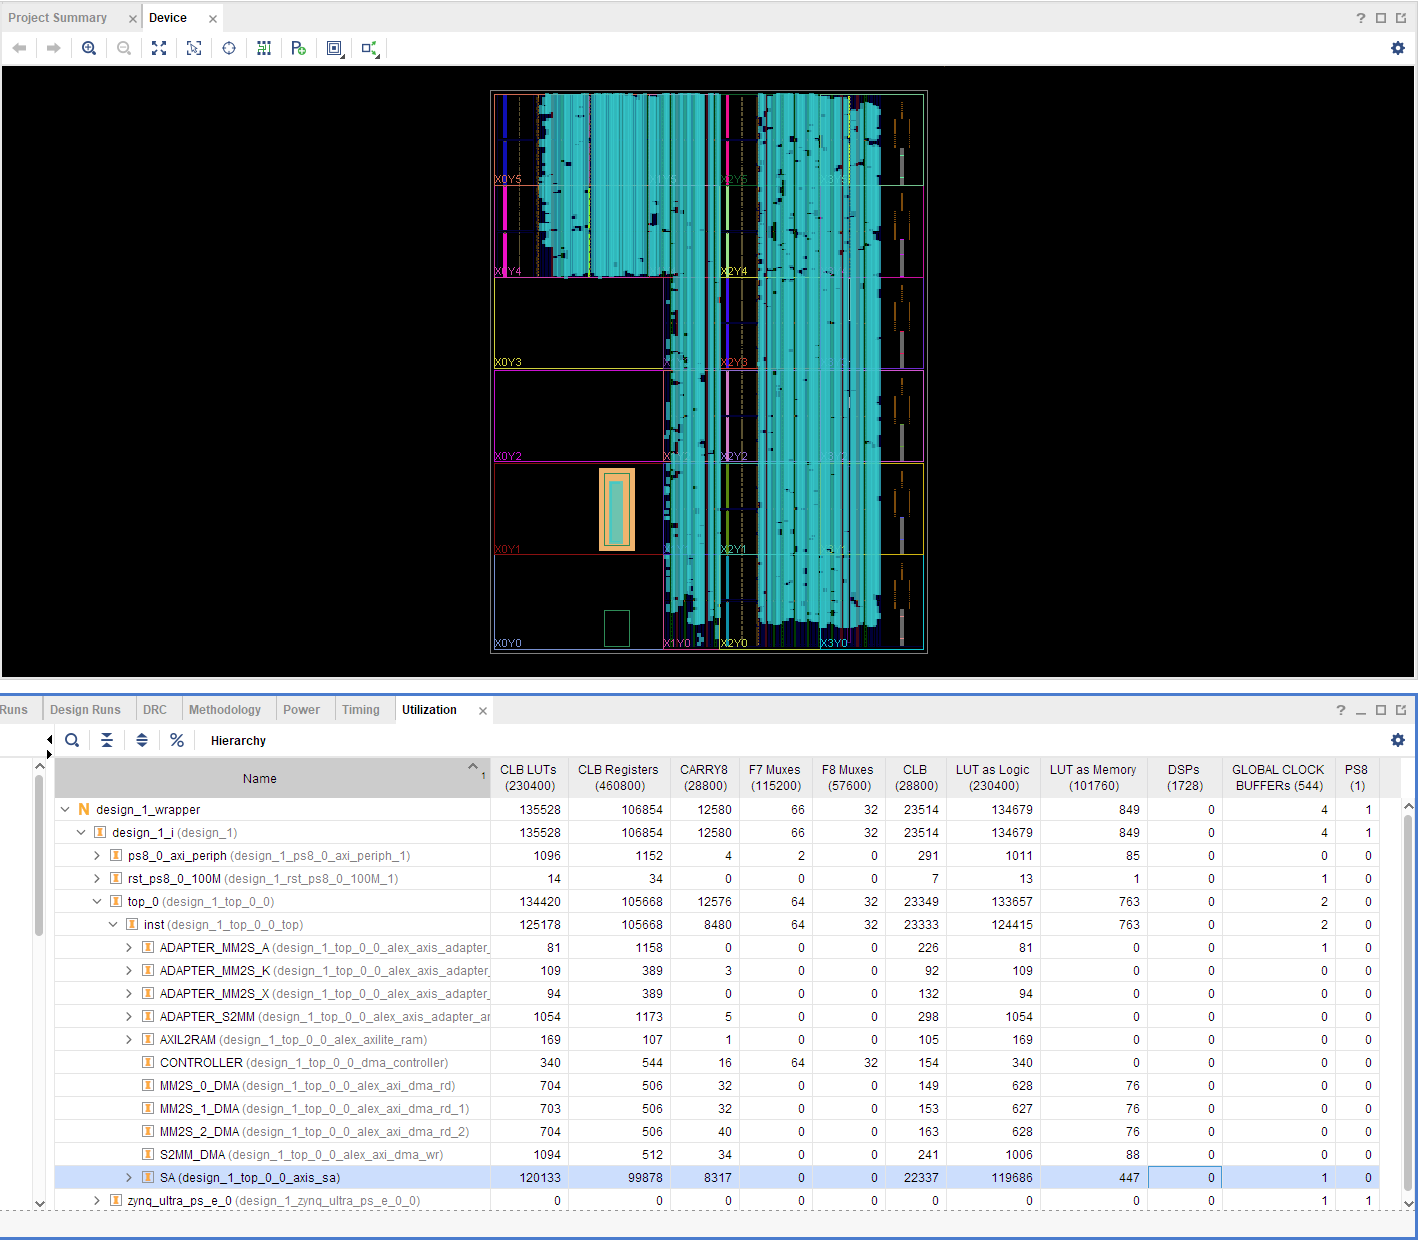 Project Summary × Device × ? 
X0Y5 X1Y5 X2Y5
X0Y4 X2Y4
X0Y3 X2Y3
X0Y2 X2Y2
X0Y1 X2Y1
X0Y0 X1Y0 X2Y0 X3Y0
Runs Design Runs DRC Methodology Power Timing Utilization × ?
% Hierarchy
Name 1 CLB LUTs (230400) CLB Registers (460800) CARRY8 (28800) F7 Muxes (115200) F8 Muxes (57600) CLB (28800) LUT as Logic (230400) LUT as Memory (101760) DSPs (1728) GLOBAL CLOCK BUFFERs (544) PS8 (1)
N design_1_wrapper 135528 106854 12580 66 32 23514 134679 849 0 4 1
design_1_i (design_1) 135528 106854 12580 66 32 23514 134679 849 0 4 1
ps8_0_axi_periph (design_1_ps8_0_axi_periph_1) 1096 1152 4 2 0 291 1011 85 0 0 0
rst_ps8_0_100M (design_1_rst_ps8_0_100M_1) 14 34 0 0 0 7 13 1 0 1 0
top_0 (design_1_top_0_0) 134420 105668 12576 64 32 23349 133657 763 0 2 0
inst (design_1_top_0_0_top) 125178 105668 8480 64 32 23333 124415 763 0 2 0
ADAPTER_MM2S_A (design_1_top_0_0_alex_axis_adapter_ 81 1158 0 0 0 226 81 0 0 1 0
ADAPTER_MM2S_K (design_1_top_0_0_alex_axis_adapter_ 109 389 3 0 0 92 109 0 0 0 0
ADAPTER_MM2S_X (design_1_top_0_0_alex_axis_adapter_ 94 389 0 0 0 132 94 0 0 0 0
ADAPTER_S2MM (design_1_top_0_0_alex_axis_adapter_ar 1054 1173 5 0 0 298 1054 0 0 0 0
AXIL2RAM (design_1_top_0_0_alex_axilite_ram) 169 107 1 0 0 105 169 0 0 0 0
CONTROLLER (design_1_top_0_0_dma_controller) 340 544 16 64 32 154 340 0 0 0 0
MM2S_0_DMA (design_1_top_0_0_alex_axi_dma_rd) 704 506 32 0 0 149 628 76 0 0 0
MM2S_1_DMA (design_1_top_0_0_alex_axi_dma_rd_1) 703 506 32 0 0 153 627 76 0 0 0
MM2S_2_DMA (design_1_top_0_0_alex_axi_dma_rd_2) 704 506 40 0 0 163 628 76 0 0 0
S2MM_DMA (design_1_top_0_0_alex_axi_dma_wr) 1094 512 34 0 0 241 1006 88 0 0 0
SA (design_1_top_0_0_axis_sa) 120133 99878 8317 0 0 22337 119686 447 0 1 0
zynq_ultra_ps_e_0 (design_1_zynq_ultra_ps_e_0_0) 0 0 0 0 0 0 0 0 0 1 1